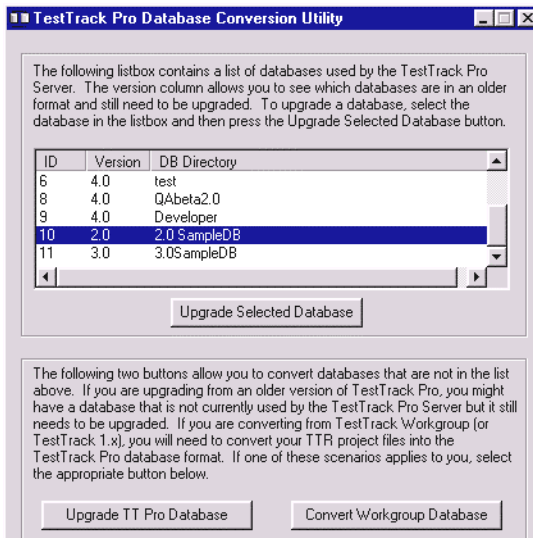 TestTrack Pro Database Conversion Utility
The following listbox contains a list of databases used by the TestTrack Pro
Server. The version column allows you to see which databases are in an older
format and still need to be upgraded. To upgrade a database, select the
database in the listbox and then press the Upgrade Selected Database button.
ID Version DB Directory
6 4.0 test
8 4.0 QAbeta2.0
9 4.0 Developer
10 2.0 2.0 SampleDB
11 3.0 3.0SampleDB
Upgrade Selected Database
The following two buttons allow you to convert databases that are not in the list
above. If you are upgrading from an older version of TestTrack Pro, you might
have a database that is not currently used by the TestTrack Pro Server but it still
needs to be upgraded. If you are converting from TestTrack Workgroup (or
TestTrack 1.x), you will need to convert your TTR project files into the
TestTrack Pro database format. If one of these scenarios applies to you, select
the appropriate button below.
Upgrade TT Pro Database Convert Workgroup Database